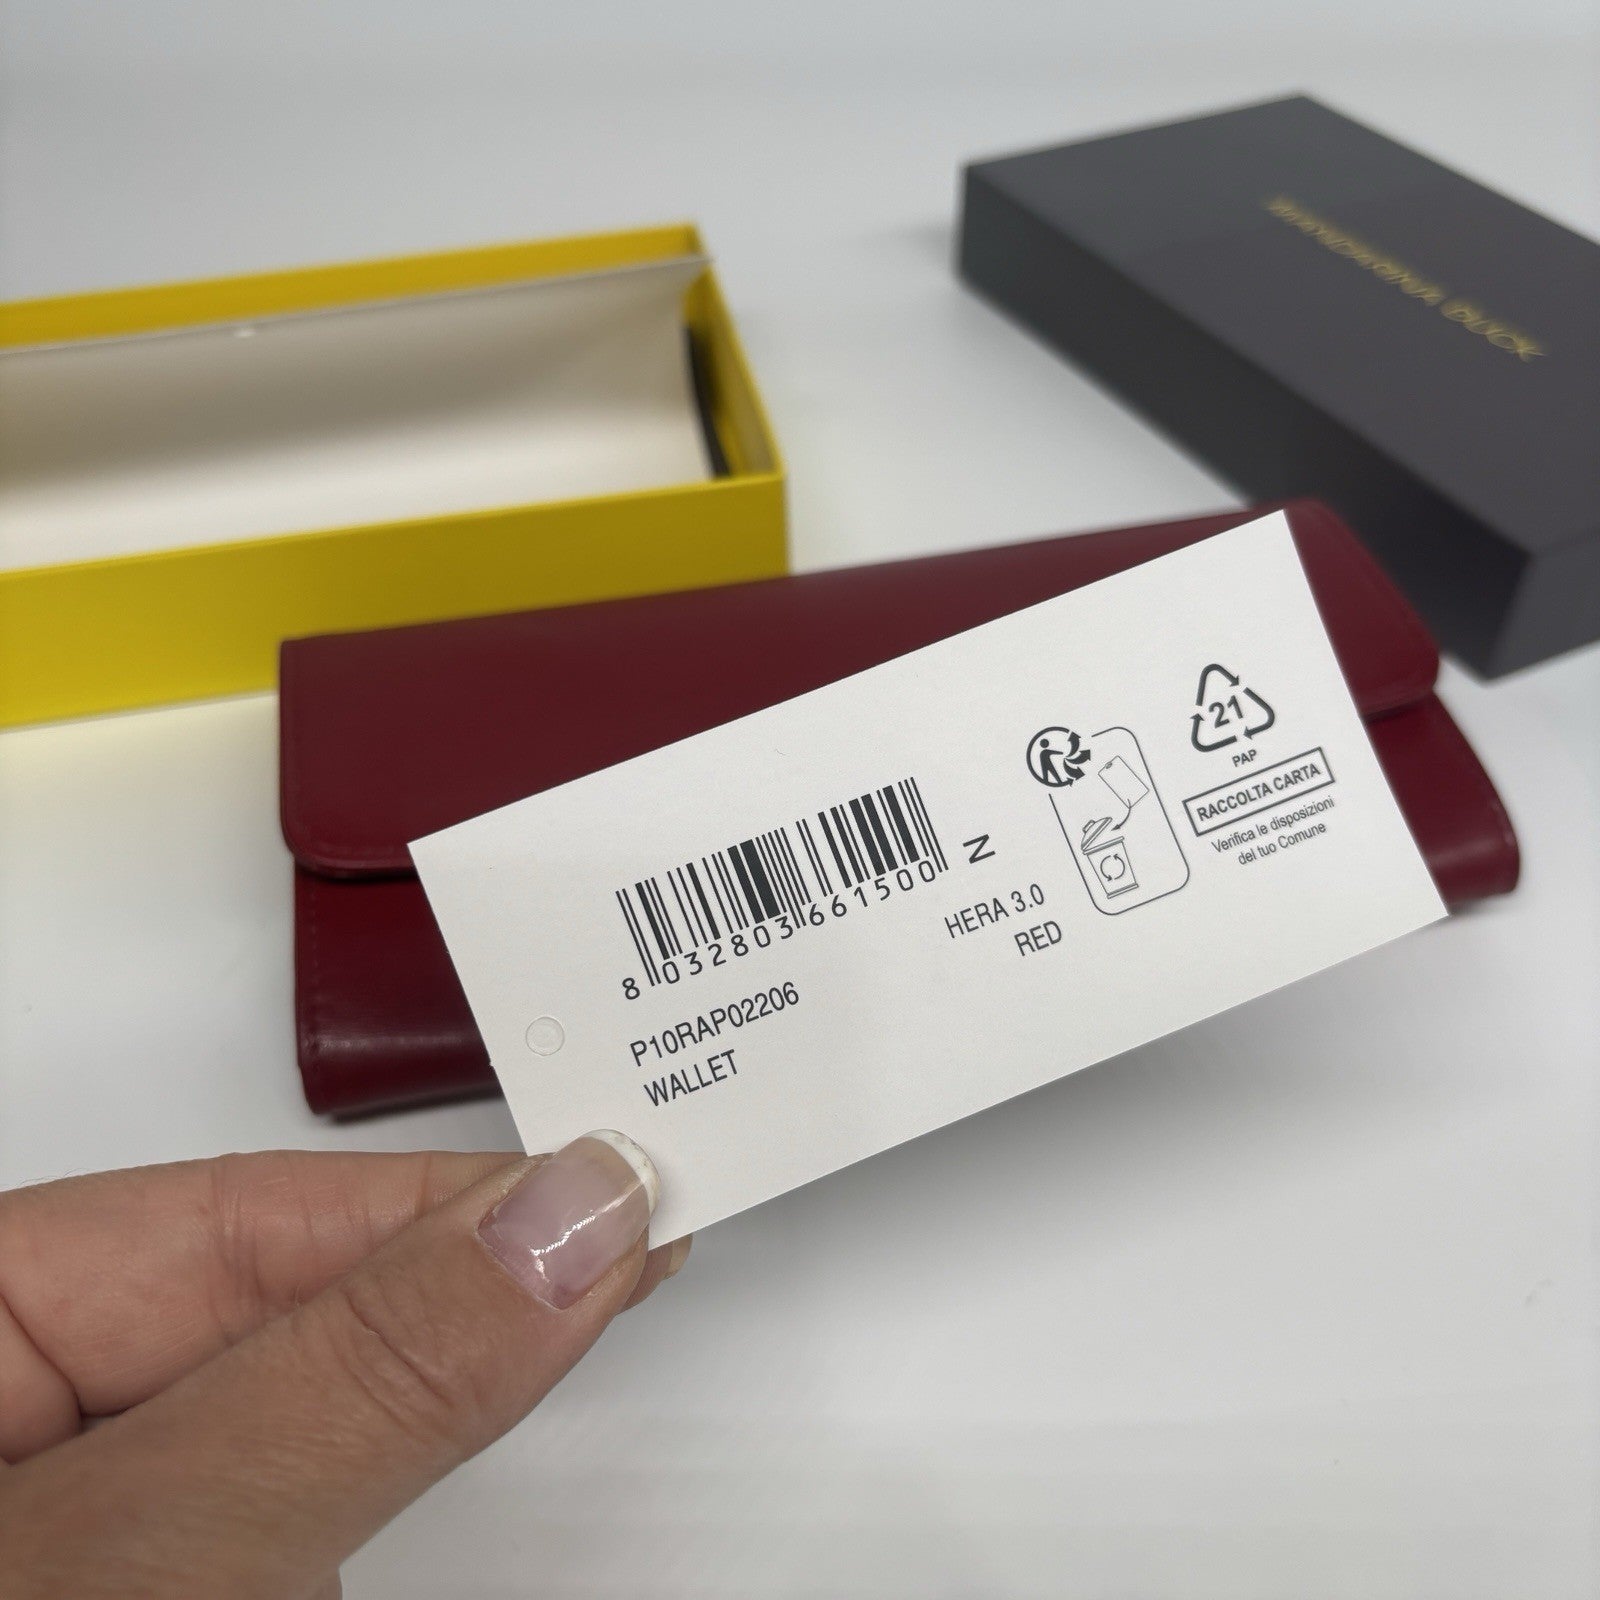 MANDARINA DUCK
8 032803 661500
N
P10RAP02206
WALLET
HERA 3.0
RED
21
PAP
RACCOLTA CARTA
Verifica le disposizioni
del tuo Comune